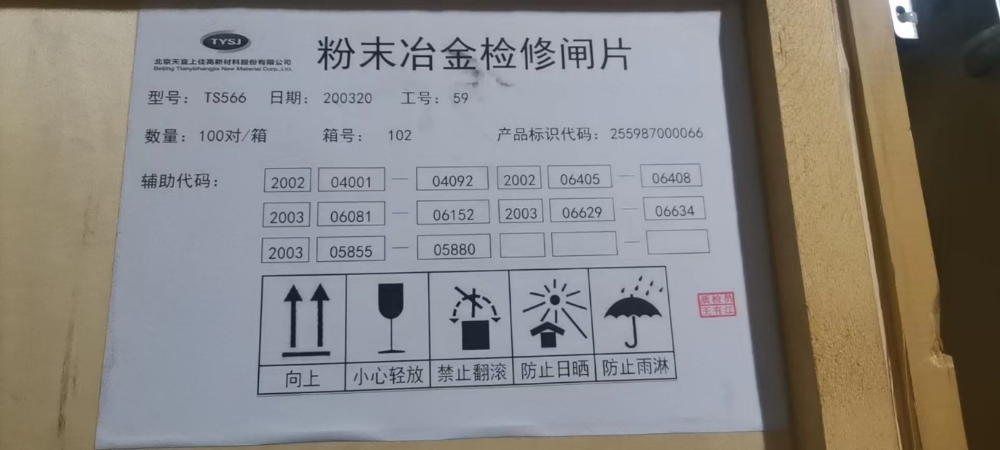 TYSJ
北京天宜上佳高新材料股份有限公司
Beijing Tianyishangjia New Material Corp.,Ltd.
粉末冶金检修闸片
型号： TS566 日期： 200320 工号： 59
数量：100对/箱 箱号： 102 产品标识代码：255987000066
辅助代码： 2002 04001 — 04092 2002 06405 — 06408
2003 06081 — 06152 2003 06629 — 06634
2003 05855 — 05880 —
向上 小心轻放 禁止翻滚 防止日晒 防止雨淋
质检员
王有江